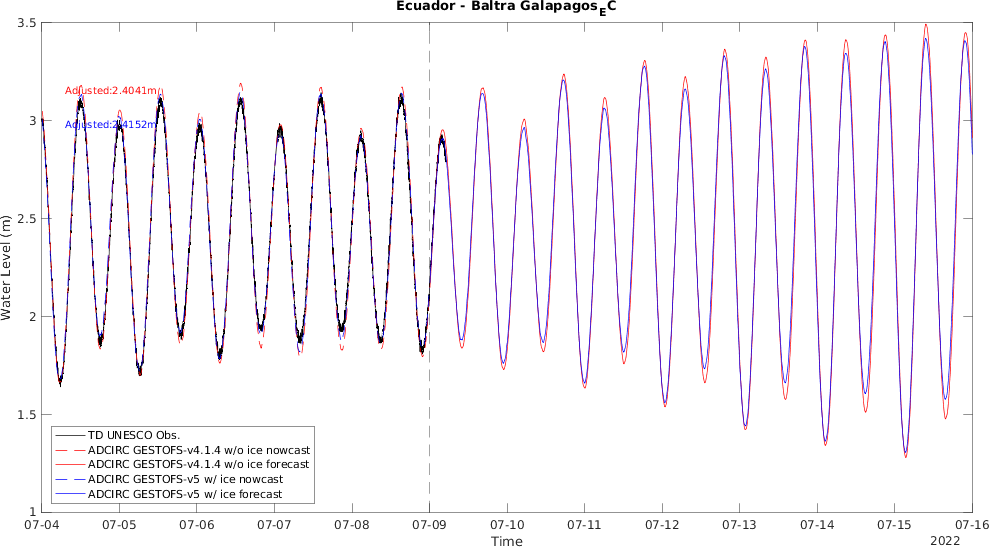 Ecuador - Baltra GalapagosEC
3.5
3
2.5
2
1.5
1
Water Level (m)
Adjusted:2.4041m
Adjusted:2.4152m
TD UNESCO Obs.
ADCIRC GESTOFS-v4.1.4 w/o ice nowcast
ADCIRC GESTOFS-v4.1.4 w/o ice forecast
ADCIRC GESTOFS-v5 w/ ice nowcast
ADCIRC GESTOFS-v5 w/ ice forecast
07-04 07-05 07-06 07-07 07-08 07-09 07-10 07-11 07-12 07-13 07-14 07-15 07-16
Time
2022